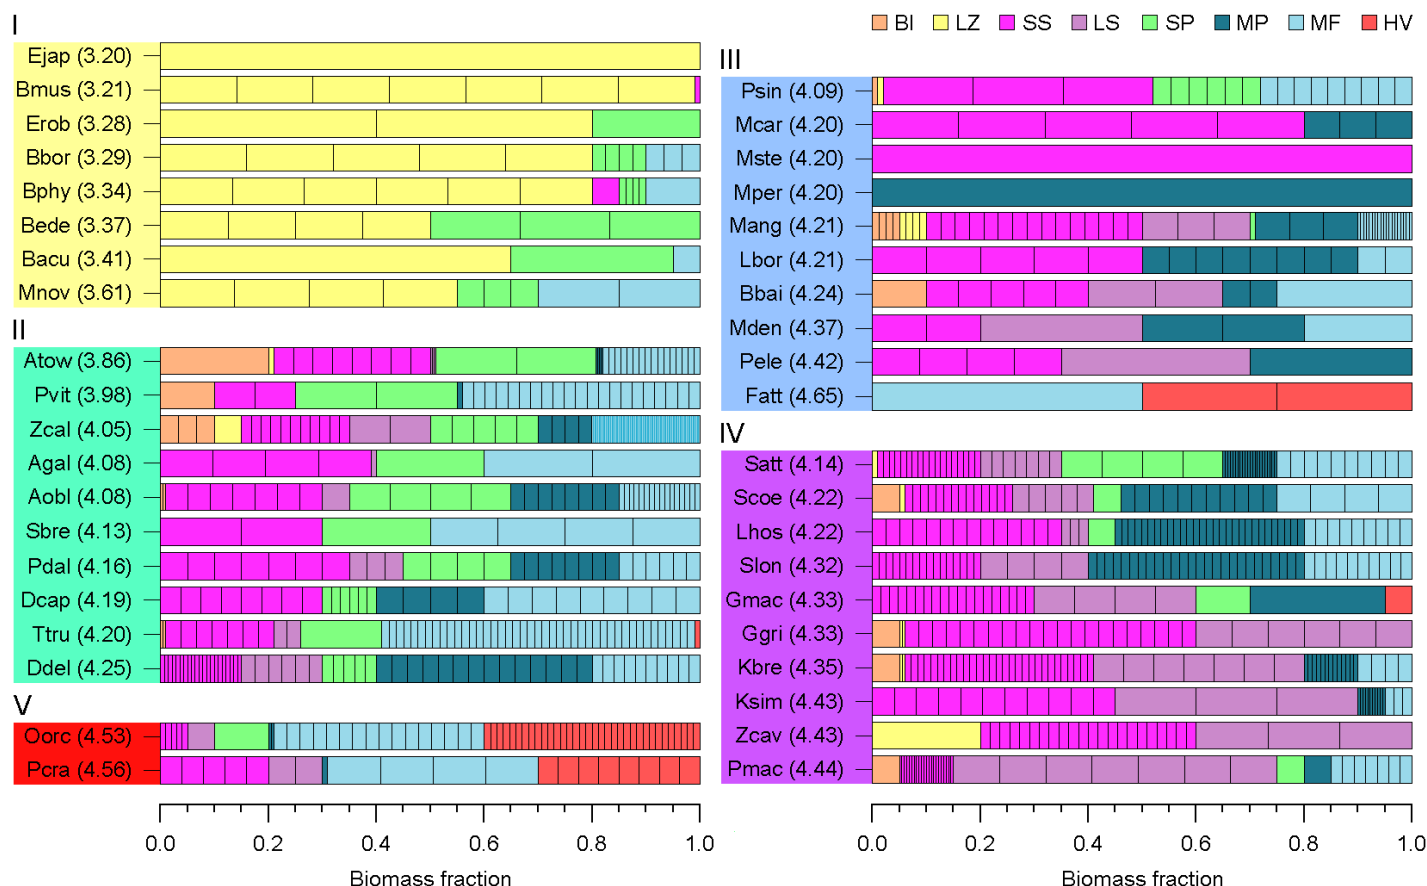 BI LZ SS LS SP MP MF HV
I
Ejap (3.20)
Bmus (3.21)
Erob (3.28)
Bbor (3.29)
Bphy (3.34)
Bede (3.37)
Bacu (3.41)
Mnov (3.61)
II
Atow (3.86)
Pvit (3.98)
Zcal (4.05)
Agal (4.08)
Aobl (4.08)
Sbre (4.13)
Pdal (4.16)
Dcap (4.19)
Ttru (4.20)
Ddel (4.25)
V
Oorc (4.53)
Pcra (4.56)
0.0 0.2 0.4 0.6 0.8 1.0
Biomass fraction
III
Psin (4.09)
Mcar (4.20)
Mste (4.20)
Mper (4.20)
Mang (4.21)
Lbor (4.21)
Bbai (4.24)
Mden (4.37)
Pele (4.42)
Fatt (4.65)
IV
Satt (4.14)
Scoe (4.22)
Lhos (4.22)
Slon (4.32)
Gmac (4.33)
Ggri (4.33)
Kbre (4.35)
Ksim (4.43)
Zcav (4.43)
Pmac (4.44)
0.0 0.2 0.4 0.6 0.8 1.0
Biomass fraction